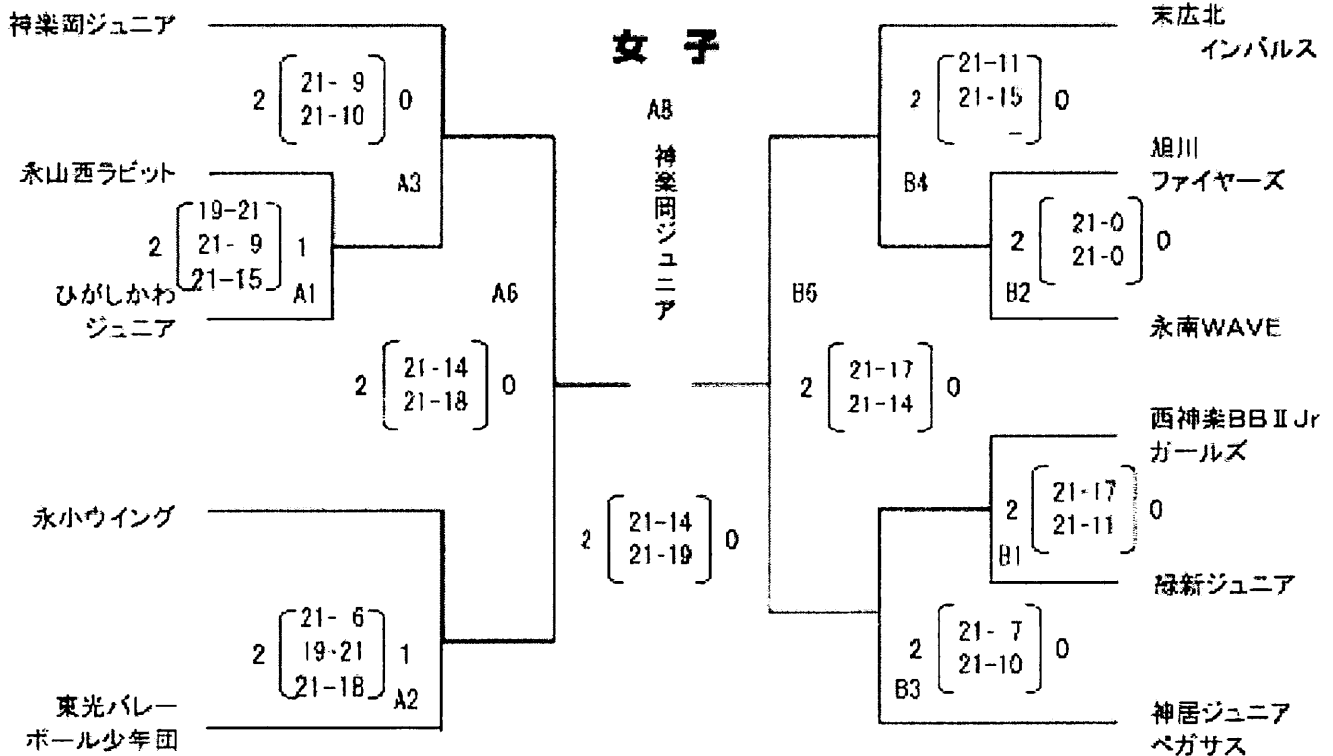 女子
神楽岡ジュニア
2 21- 9 0
21-10
A3
永山西ラビット
19-21
2 21- 9 1
21-15
A1
ひがしかわ
ジュニア
A6
2 21-14 0
21-18
永小ウイング
21- 6
2 19-21 1
21-18
A2
東光バレー
ボール少年団
A8
神楽岡ジュニア
2 21-14 0
21-19
末広北
インパルス
21-11
2 21-15 0
-
B4
旭川
ファイヤーズ
2 21-0 0
21-0
B2
永南WAVE
B6
2 21-17 0
21-14
西神楽BBⅡJr
ガールズ
2 21-17 0
21-11
B1
緑新ジュニア
2 21- 7 0
21-10
B3
神居ジュニア
ペガサス